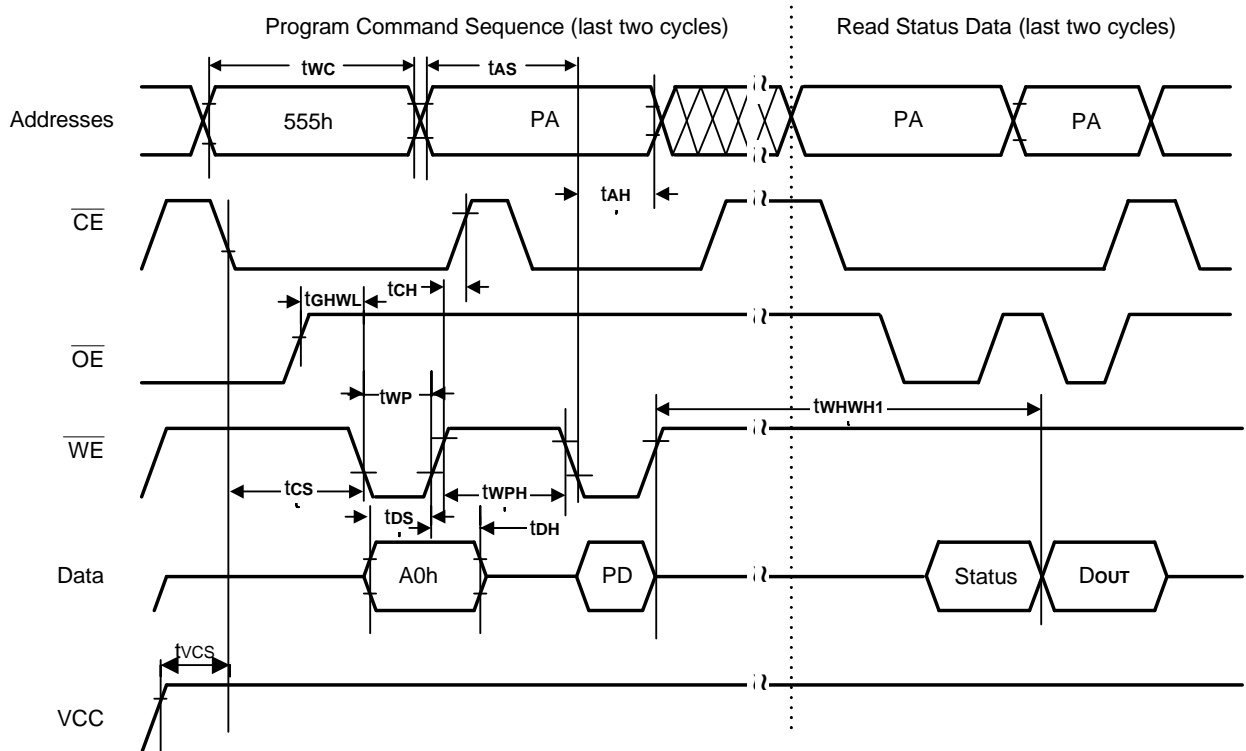 Program Command Sequence (last two cycles)
Read Status Data (last two cycles)
tWC
tAS
Addresses
555h
PA
PA
PA
tAH
CE
tCH
tGHWL
OE
tWP
tWHWH1
WE
tCS
tWPH
tDS
tDH
Data
A0h
PD
Status
DOUT
tVCS
VCC